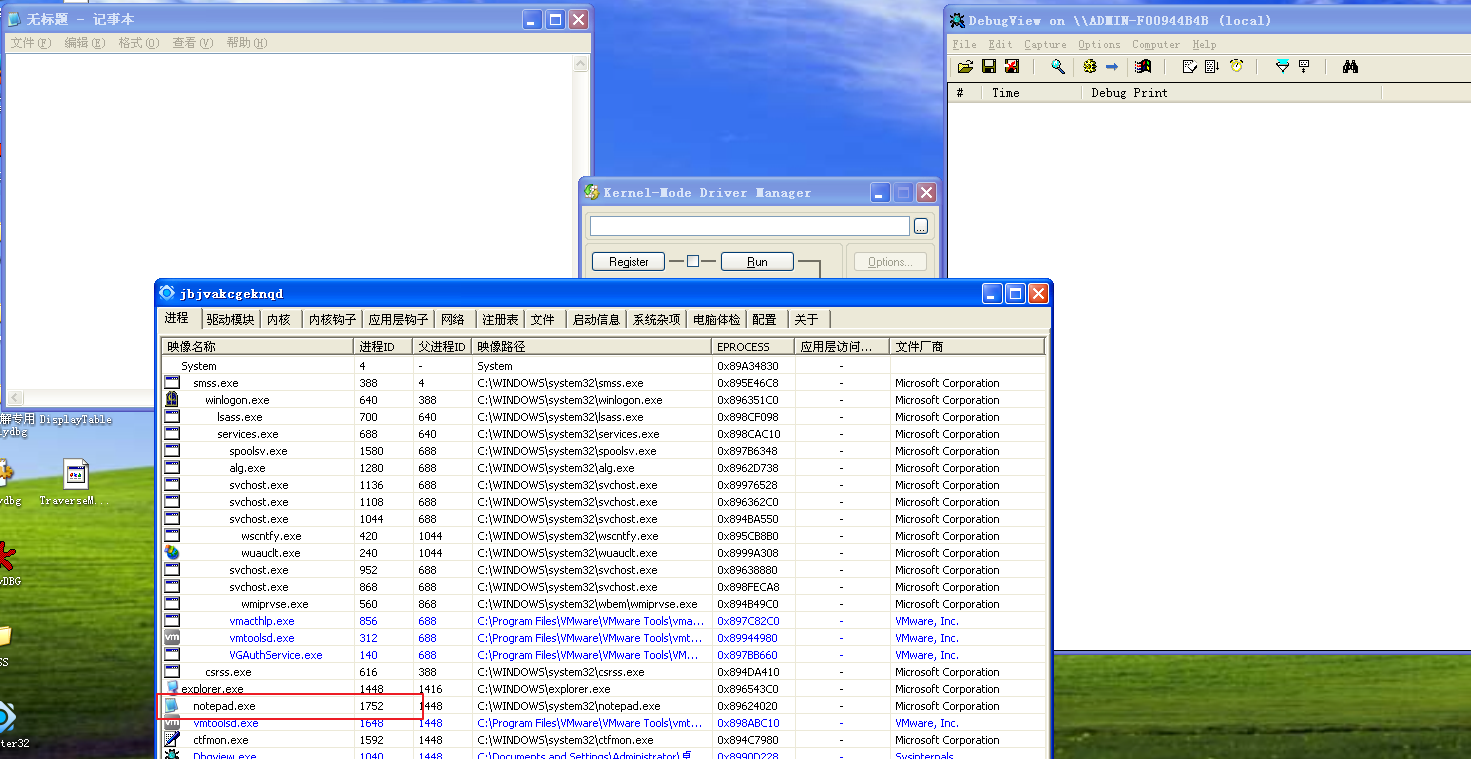 无标题 - 记事本
文件(F) 编辑(E) 格式(O) 查看(V) 帮助(H)
DebugView on \\ADMIN-F00944B4B (local)
File Edit Capture Options Computer Help
# Time Debug Print
Kernel-Mode Driver Manager
...
Register Run Options...
jbjvakcgeknqd
进程 驱动模块 内核 内核钩子 应用层钩子 网络 注册表 文件 启动信息 系统杂项 电脑体检 配置 关于
映像名称 进程ID 父进程ID 映像路径 EPROCESS 应用层访问... 文件厂商
System 4 - System 0x89A34830 -
smss.exe 388 4 C:\WINDOWS\system32\smss.exe 0x895E46C8 - Microsoft Corporation
winlogon.exe 640 388 C:\WINDOWS\system32\winlogon.exe 0x896351C0 - Microsoft Corporation
lsass.exe 700 640 C:\WINDOWS\system32\lsass.exe 0x898CF098 - Microsoft Corporation
services.exe 688 640 C:\WINDOWS\system32\services.exe 0x898CAC10 - Microsoft Corporation
spoolsv.exe 1580 688 C:\WINDOWS\system32\spoolsv.exe 0x897B6348 - Microsoft Corporation
alg.exe 1280 688 C:\WINDOWS\system32\alg.exe 0x8962D730 - Microsoft Corporation
svchost.exe 1136 688 C:\WINDOWS\system32\svchost.exe 0x89976528 - Microsoft Corporation
svchost.exe 1108 688 C:\WINDOWS\system32\svchost.exe 0x896362C0 - Microsoft Corporation
svchost.exe 1044 688 C:\WINDOWS\system32\svchost.exe 0x894BA550 - Microsoft Corporation
wscntfy.exe 420 1044 C:\WINDOWS\system32\wscntfy.exe 0x895CB8B0 - Microsoft Corporation
wuauclt.exe 240 1044 C:\WINDOWS\system32\wuauclt.exe 0x8999A308 - Microsoft Corporation
svchost.exe 952 688 C:\WINDOWS\system32\svchost.exe 0x89638880 - Microsoft Corporation
svchost.exe 868 688 C:\WINDOWS\system32\svchost.exe 0x898FECA8 - Microsoft Corporation
wmiprvse.exe 560 868 C:\WINDOWS\system32\wbem\wmiprvse.exe 0x894B49C0 - Microsoft Corporation
vmacthlp.exe 856 688 C:\Program Files\VMware\VMware Tools\vma... 0x897C82C0 - VMware, Inc.
vm vmtoolsd.exe 312 688 C:\Program Files\VMware\VMware Tools\vmt... 0x89944980 - VMware, Inc.
VGAuthService.exe 140 688 C:\Program Files\VMware\VMware Tools\VM... 0x897BB660 - VMware, Inc.
csrss.exe 616 388 C:\WINDOWS\system32\csrss.exe 0x894DA410 - Microsoft Corporation
explorer.exe 1448 1416 C:\WINDOWS\explorer.exe 0x896543C0 - Microsoft Corporation
notepad.exe 1752 1448 C:\WINDOWS\system32\notepad.exe 0x89624020 - Microsoft Corporation
vm vmtoolsd.exe 1648 1448 C:\Program Files\VMware\VMware Tools\vmt... 0x898ABC10 - VMware, Inc.
ctfmon.exe 1592 1448 C:\WINDOWS\system32\ctfmon.exe 0x894C7980 - Microsoft Corporation
Dbgview.exe 1040 1448 C:\Documents and Settings\Administrator\桌 0x8990D228 - Sysinternals
解专用 DisplayTable
lydbg
ydbg TraverseM...
yDBG
SS
ter32